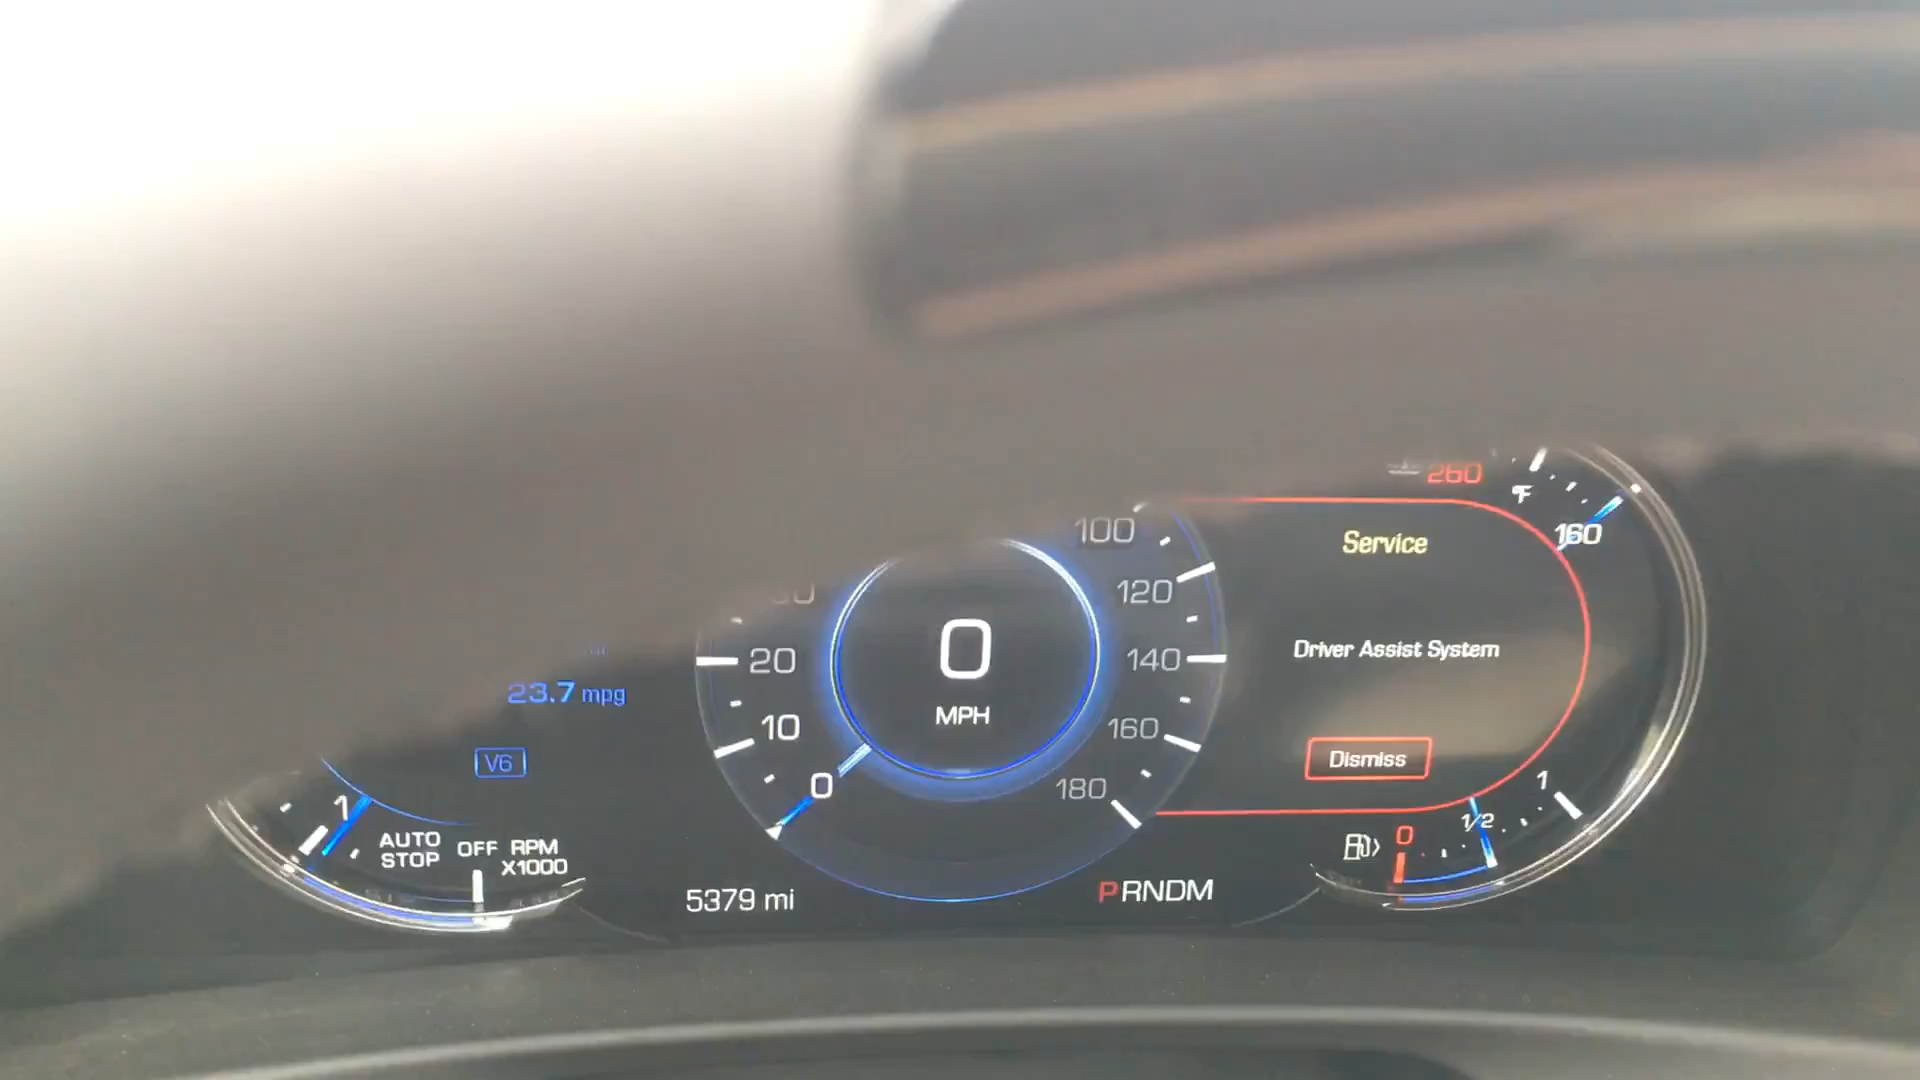 260
°F
160
Service
100
120
Driver Assist System
0
MPH
20
140
23.7 mpg
10
160
V6
Dismiss
0
180
1
1
AUTO
STOP
OFF
RPM
X1000
0
1/2
5379 mi
PRNDM